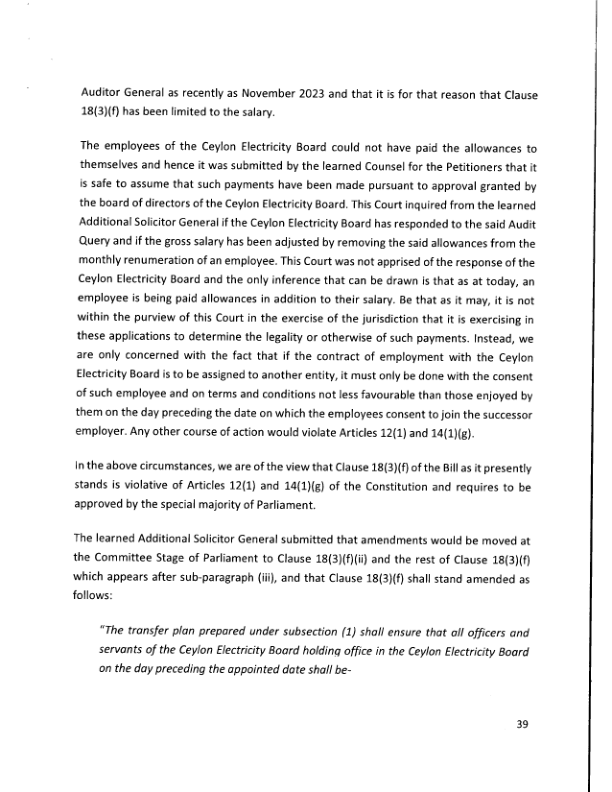 Auditor General as recently as November 2023 and that it is for that reason that Clause
18(3)(f) has been limited to the salary.
The employees of the Ceylon Electricity Board could not have paid the allowances to
themselves and hence it was submitted by the learned Counsel for the Petitioners that it
is safe to assume that such payments have been made pursuant to approval granted by
the board of directors of the Ceylon Electricity Board. This Court inquired from the learned
Additional Solicitor General if the Ceylon Electricity Board has responded to the said Audit
Query and if the gross salary has been adjusted by removing the said allowances from the
monthly renumeration of an employee. This Court was not apprised of the response of the
Ceylon Electricity Board and the only inference that can be drawn is that as at today, an
employee is being paid allowances in addition to their salary. Be that as it may, it is not
within the purview of this Court in the exercise of the jurisdiction that it is exercising in
these applications to determine the legality or otherwise of such payments. Instead, we
are only concerned with the fact that if the contract of employment with the Ceylon
Electricity Board is to be assigned to another entity, it must only be done with the consent
of such employee and on terms and conditions not less favourable than those enjoyed by
them on the day preceding the date on which the employees consent to join the successor
employer. Any other course of action would violate Articles 12(1) and 14(1)(g).
In the above circumstances, we are of the view that Clause 18(3)(f) of the Bill as it presently
stands is violative of Articles 12(1) and 14(1)(g) of the Constitution and requires to be
approved by the special majority of Parliament.
The learned Additional Solicitor General submitted that amendments would be moved at
the Committee Stage of Parliament to Clause 18(3)(f)(ii) and the rest of Clause 18(3)(f)
which appears after sub-paragraph (iii), and that Clause 18(3)(f) shall stand amended as
follows:
"The transfer plan prepared under subsection (1) shall ensure that all officers and
servants of the Ceylon Electricity Board holding office in the Ceylon Electricity Board
on the day preceding the appointed date shall be-
39